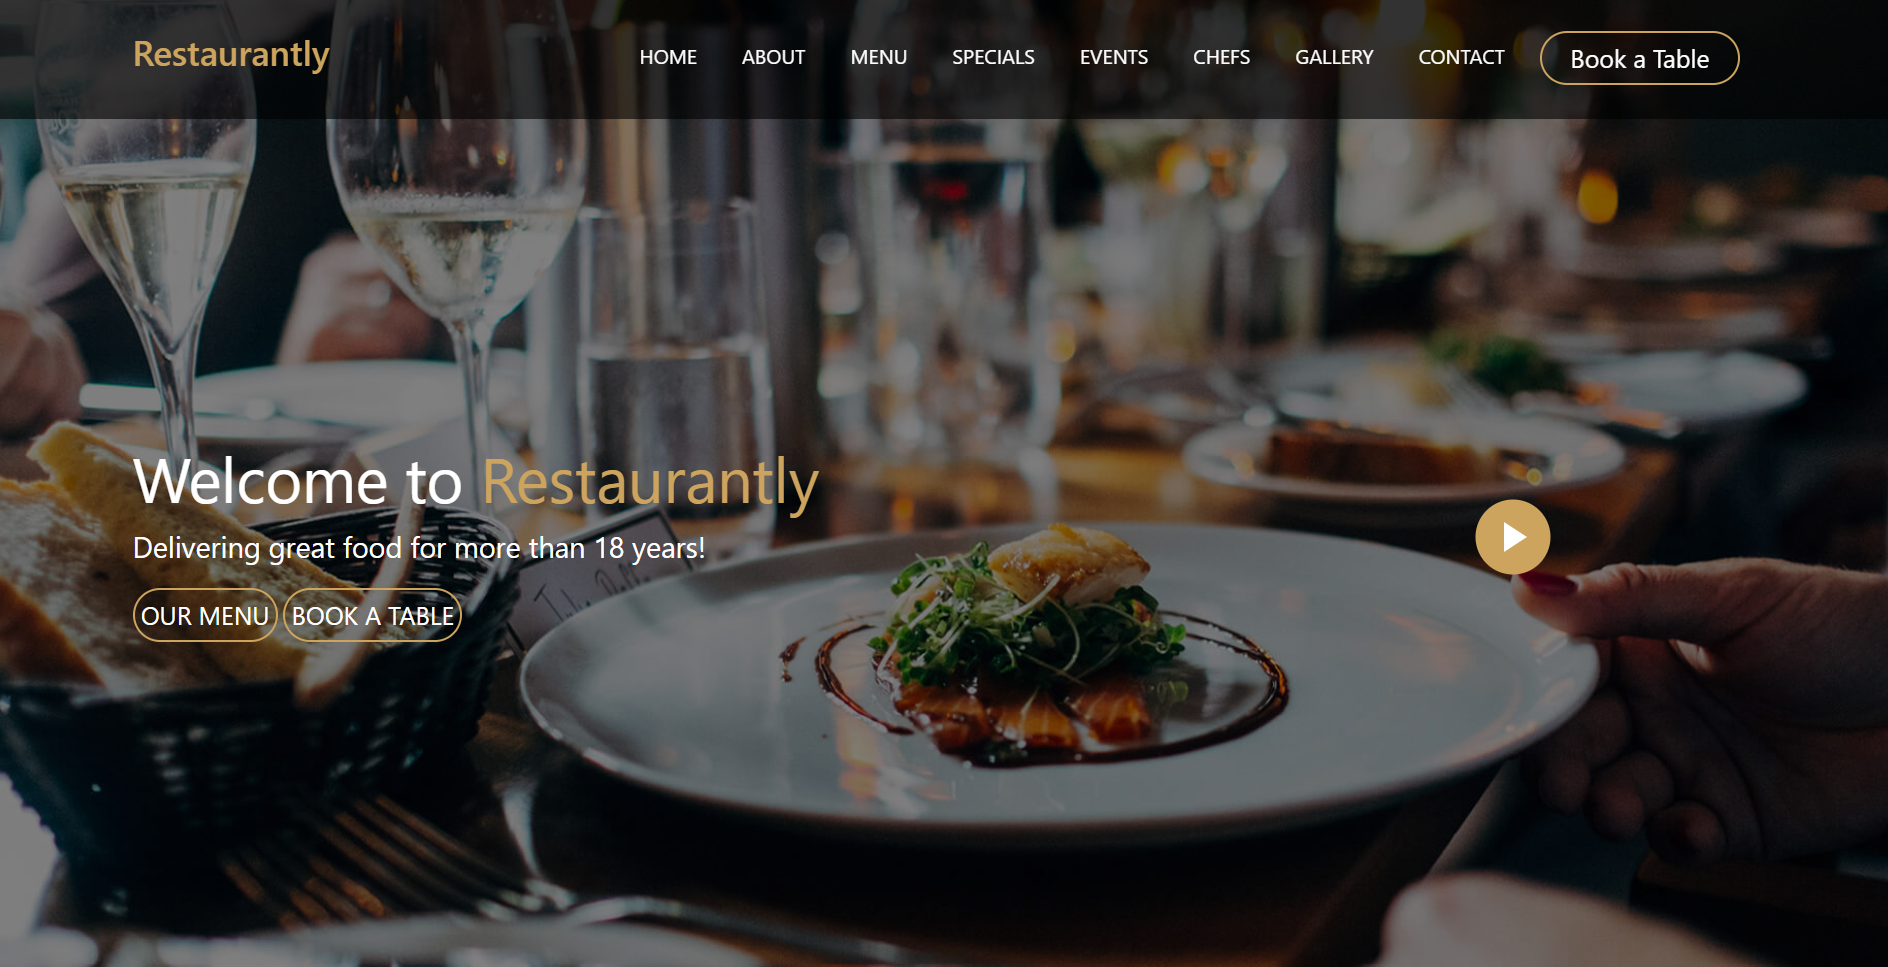 Restaurantly
HOME ABOUT MENU SPECIALS EVENTS CHEFS GALLERY CONTACT Book a Table
Welcome to Restaurantly
Delivering great food for more than 18 years!
OUR MENU BOOK A TABLE